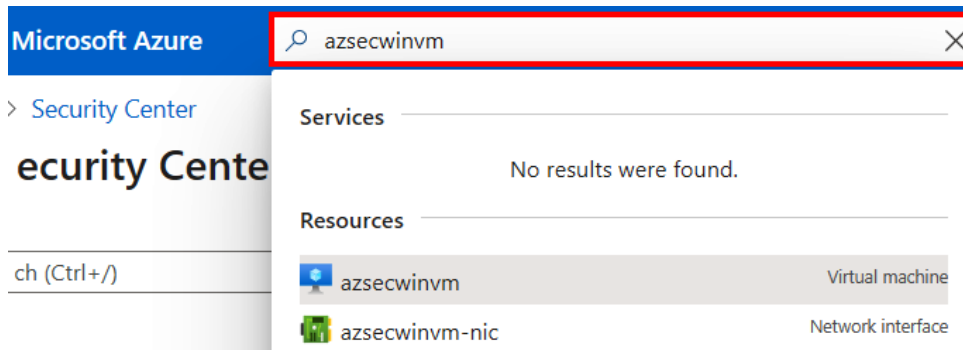 Microsoft Azure
azsecwinvm
> Security Center
ecurity Cente
Services
No results were found.
Resources
ch (Ctrl+/)
azsecwinvm Virtual machine
azsecwinvm-nic Network interface